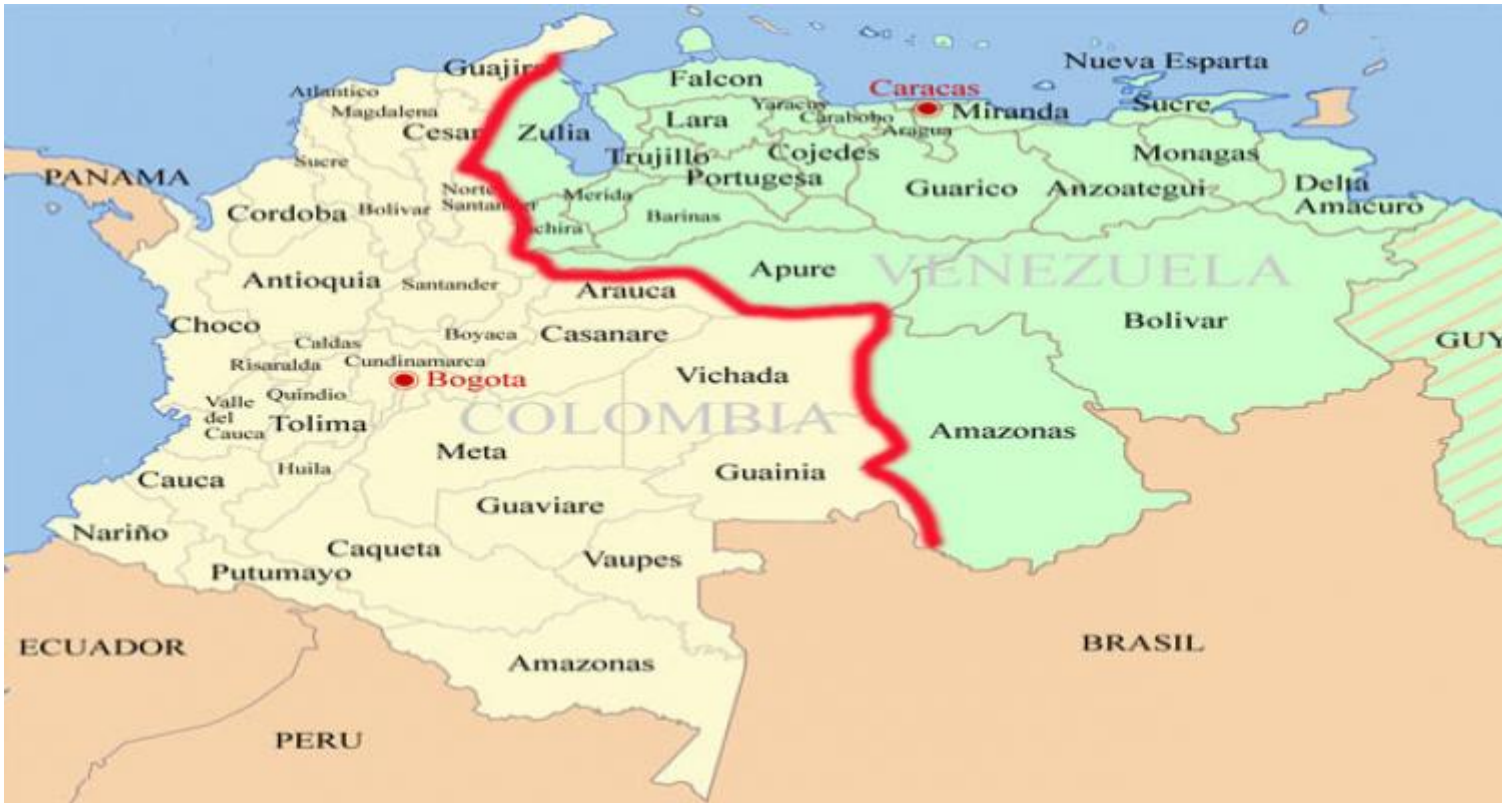 Nueva Esparta
Guajira
Falcon
Atlantico
Caracas
Magdalena
Yaracuy
Miranda
Sucre
Lara
Carabobo
Cesar
Zulia
Aragua
Sucre
Trujillo
Cojedes
Monagas
PANAMA
Portugesa
Norte
Santander
Merida
Guarico
Anzoategui
Delta
Amacuro
Cordoba
Bolivar
Barinas
chira
Apure
VENEZUELA
Antioquia
Santander
Arauca
Choco
Boyaca
Casanare
Bolivar
Caldas
GUY
Risaralda
Cundinamarca
Bogota
Vichada
Valle
del
Cauca
Quindio
Tolima
COLOMBIA
Amazonas
Meta
Huila
Guainia
Cauca
Guaviare
Nariño
Caqueta
Vaupes
Putumayo
ECUADOR
Amazonas
BRASIL
PERU